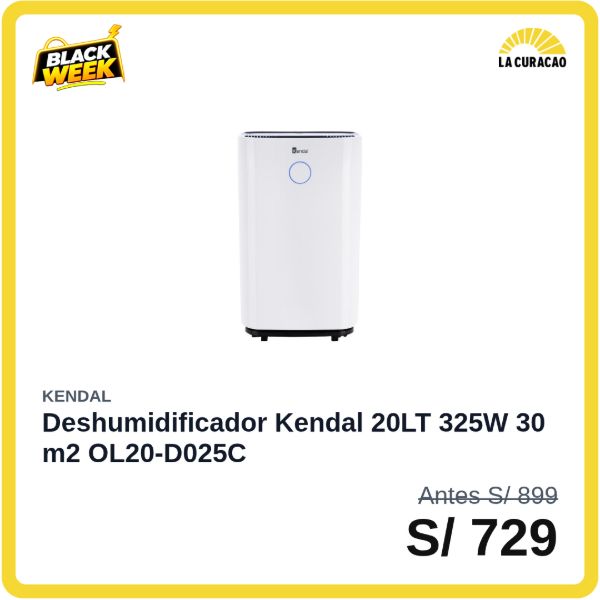 BLACK
WEEK
LA CURACAO
Kendal
KENDAL
Deshumidificador Kendal 20LT 325W 30
m2 OL20-D025C
Antes S/ 899
S/ 729